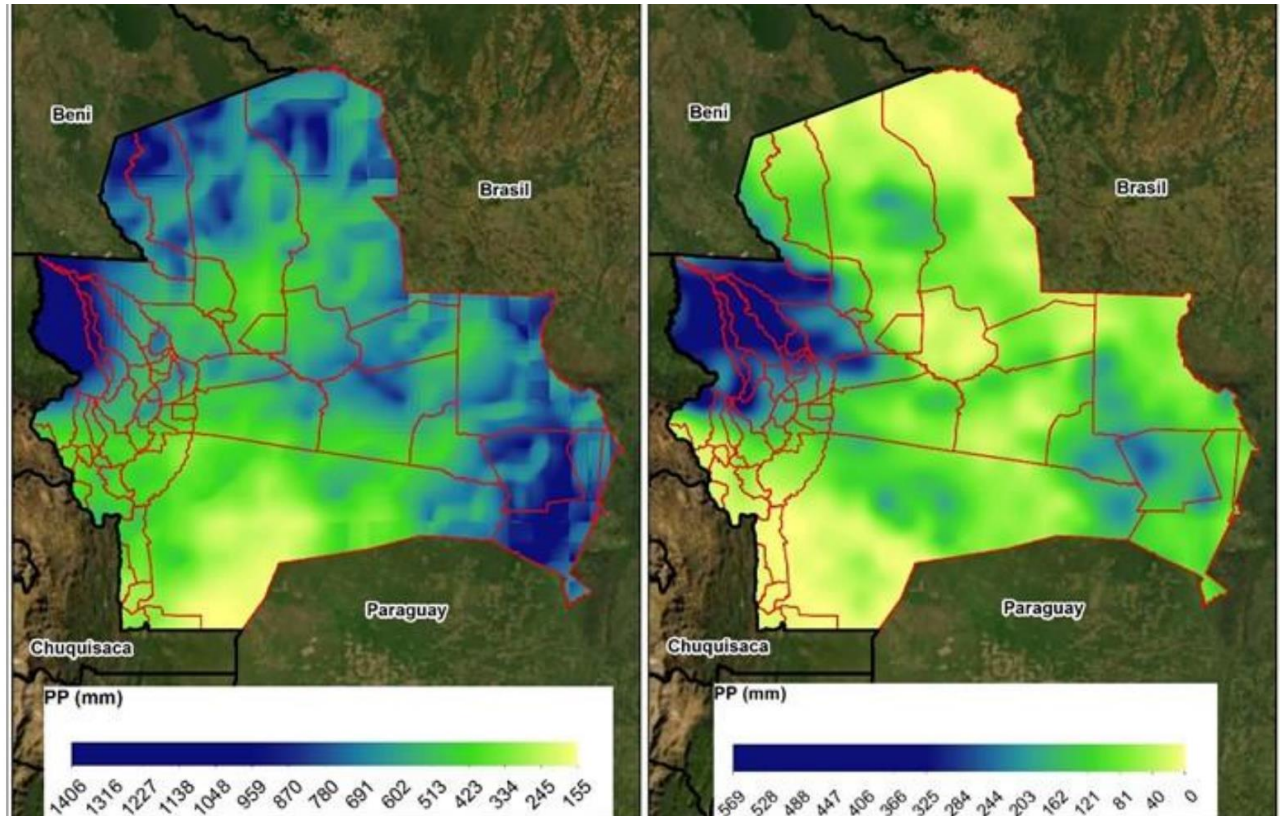 Beni
Brasil
Paraguay
Chuquisaca
PP (mm)
1406 1316 1227 1138 1048 959 870 780 691 602 513 423 334 245 155
Beni
Brasil
Paraguay
Chuquisaca
PP (mm)
569 528 488 447 406 366 325 284 244 203 162 121 81 40 0